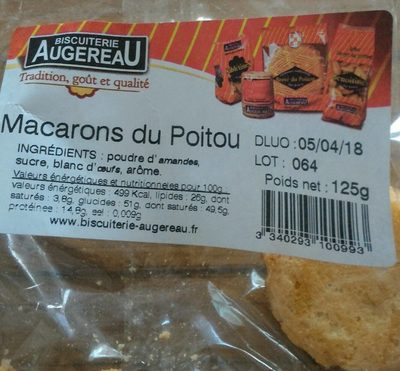 BISCUITERIE
AUGEREAU
Tradition, goût et qualité
Macarons du Poitou
DLUO : 05/04/18
LOT : 064
Poids net : 125g
INGRÉDIENTS : poudre d'amandes,
sucre, blanc d'œufs, arôme.
Valeurs énergétiques et nutritionnelles pour 100g :
valeurs énergétiques : 499 Kcal, lipides : 26g, dont
saturés : 3,8g, glucides : 51g, dont saturés : 49,5g,
protéines : 14,6g, sel : 0,009g
www.biscuiterie-augereau.fr
3 340293 100993